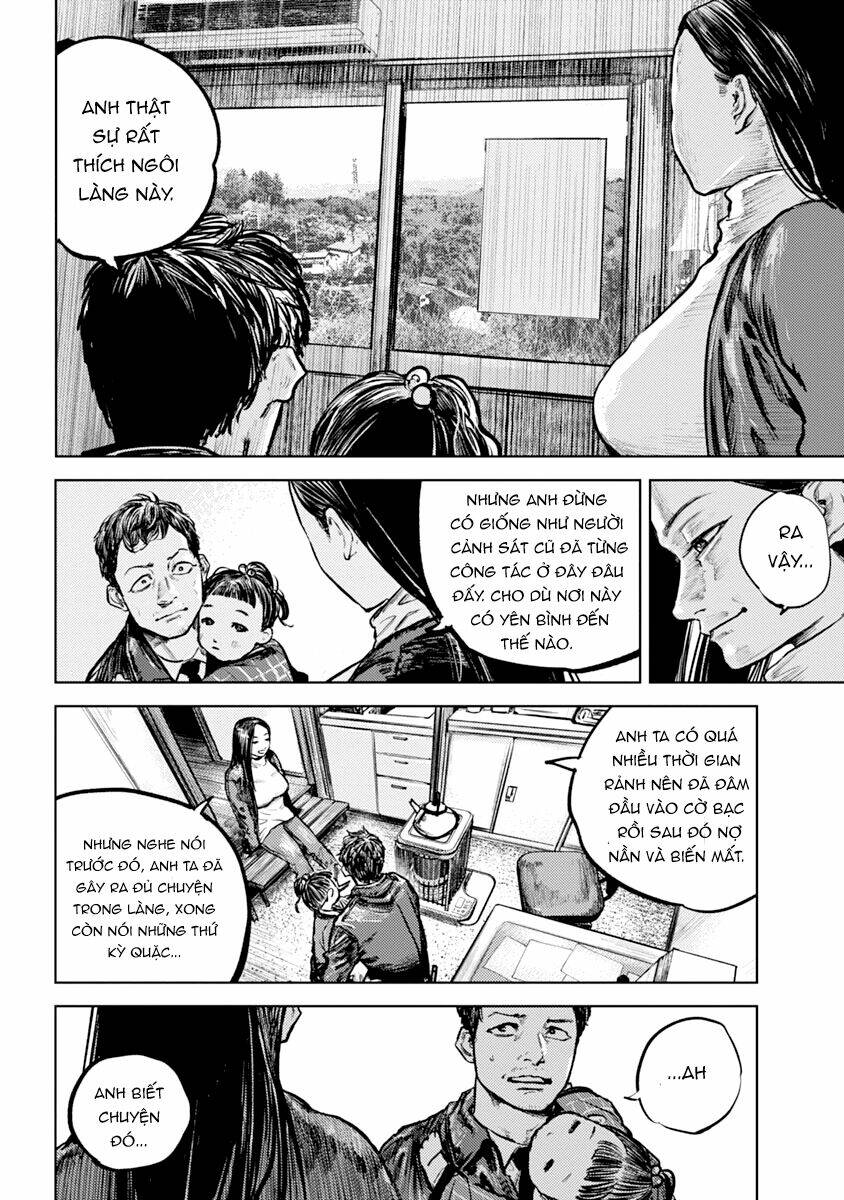 ANH THẬT
SỰ RẤT
THÍCH NGÔI
LÀNG NÀY.
RA
VẬY...
NHƯNG ANH ĐỪNG
CÓ GIỐNG NHƯ NGƯỜI
CẢNH SÁT CŨ ĐÃ TỪNG
CÔNG TÁC Ở ĐÂY ĐÂU
ĐẤY. CHO DÙ NƠI NÀY
CÓ YÊN BÌNH ĐẾN
THẾ NÀO.
ANH TA CÓ QUÁ
NHIỀU THỜI GIAN
RẢNH NÊN ĐÃ ĐÂM
ĐẦU VÀO CỜ BẠC
RỒI SAU ĐÓ NỢ
NẦN VÀ BIẾN MẤT.
NHƯNG NGHE NÓI
TRƯỚC ĐÓ, ANH TA ĐÃ
GÂY RA ĐỦ CHUYỆN
TRONG LÀNG, XONG
CÒN NÓI NHỮNG THỨ
KỲ QUẶC...
...AH
ANH BIẾT
CHUYỆN
ĐÓ...